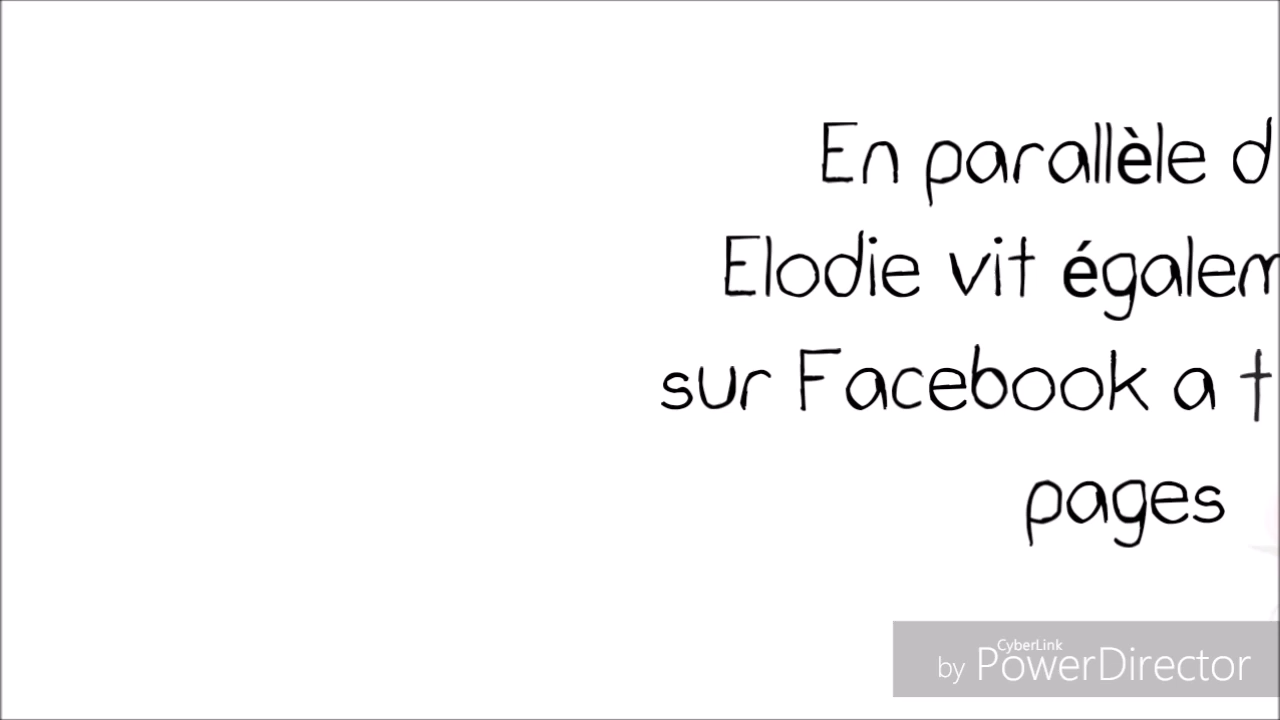 En parallèle d
Elodie vit égalem
sur Facebook a t
pages
CyberLink
by PowerDirector